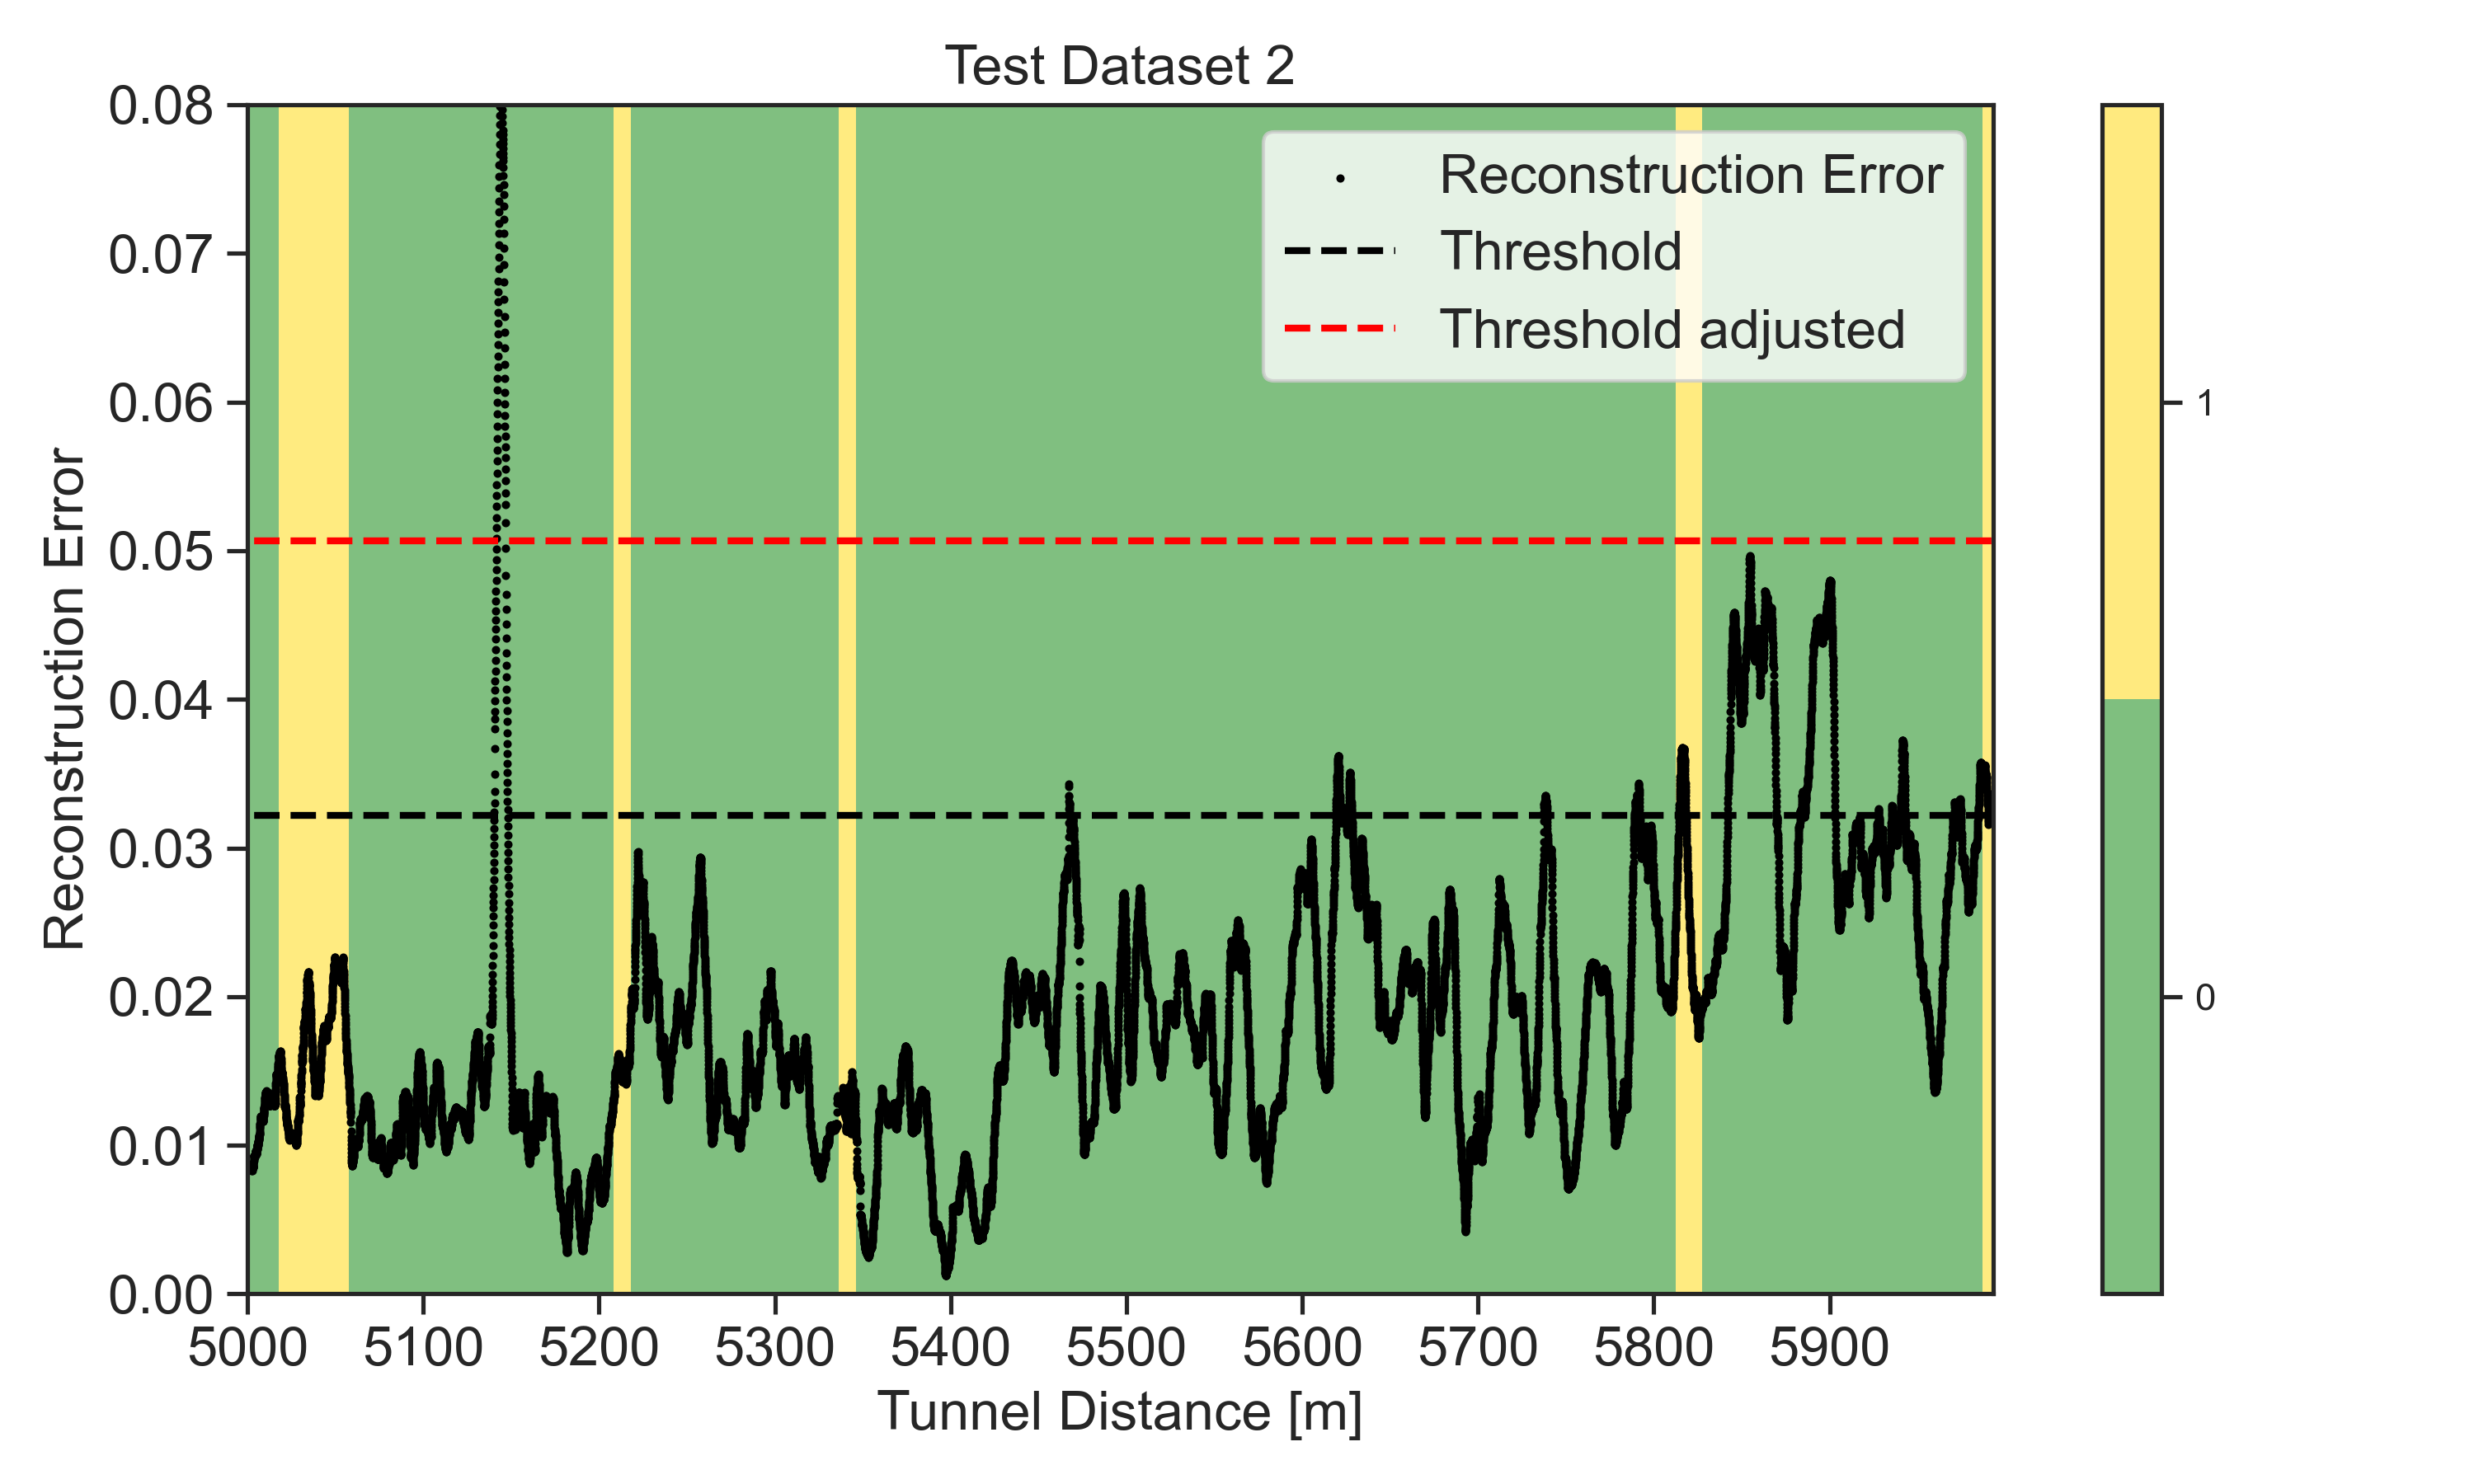 Test Dataset 2
0.08
0.07
0.06
0.05
0.04
0.03
0.02
0.01
0.00
Reconstruction Error
Reconstruction Error
Threshold
Threshold adjusted
1
0
5000 5100 5200 5300 5400 5500 5600 5700 5800 5900
Tunnel Distance [m]